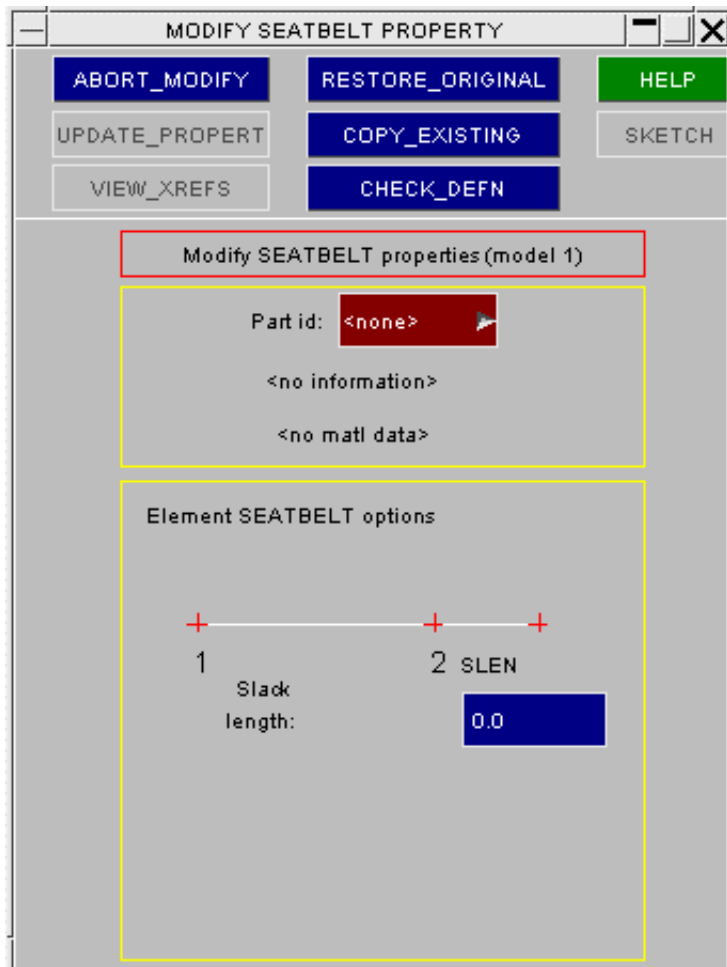 MODIFY SEATBELT PROPERTY
ABORT_MODIFY RESTORE_ORIGINAL HELP
UPDATE_PROPERT COPY_EXISTING SKETCH
VIEW_XREFS CHECK_DEFN
Modify SEATBELT properties (model 1)
Part id: <none>
<no information>
<no matl data>
Element SEATBELT options
1 2 SLEN
Slack
length: 0.0